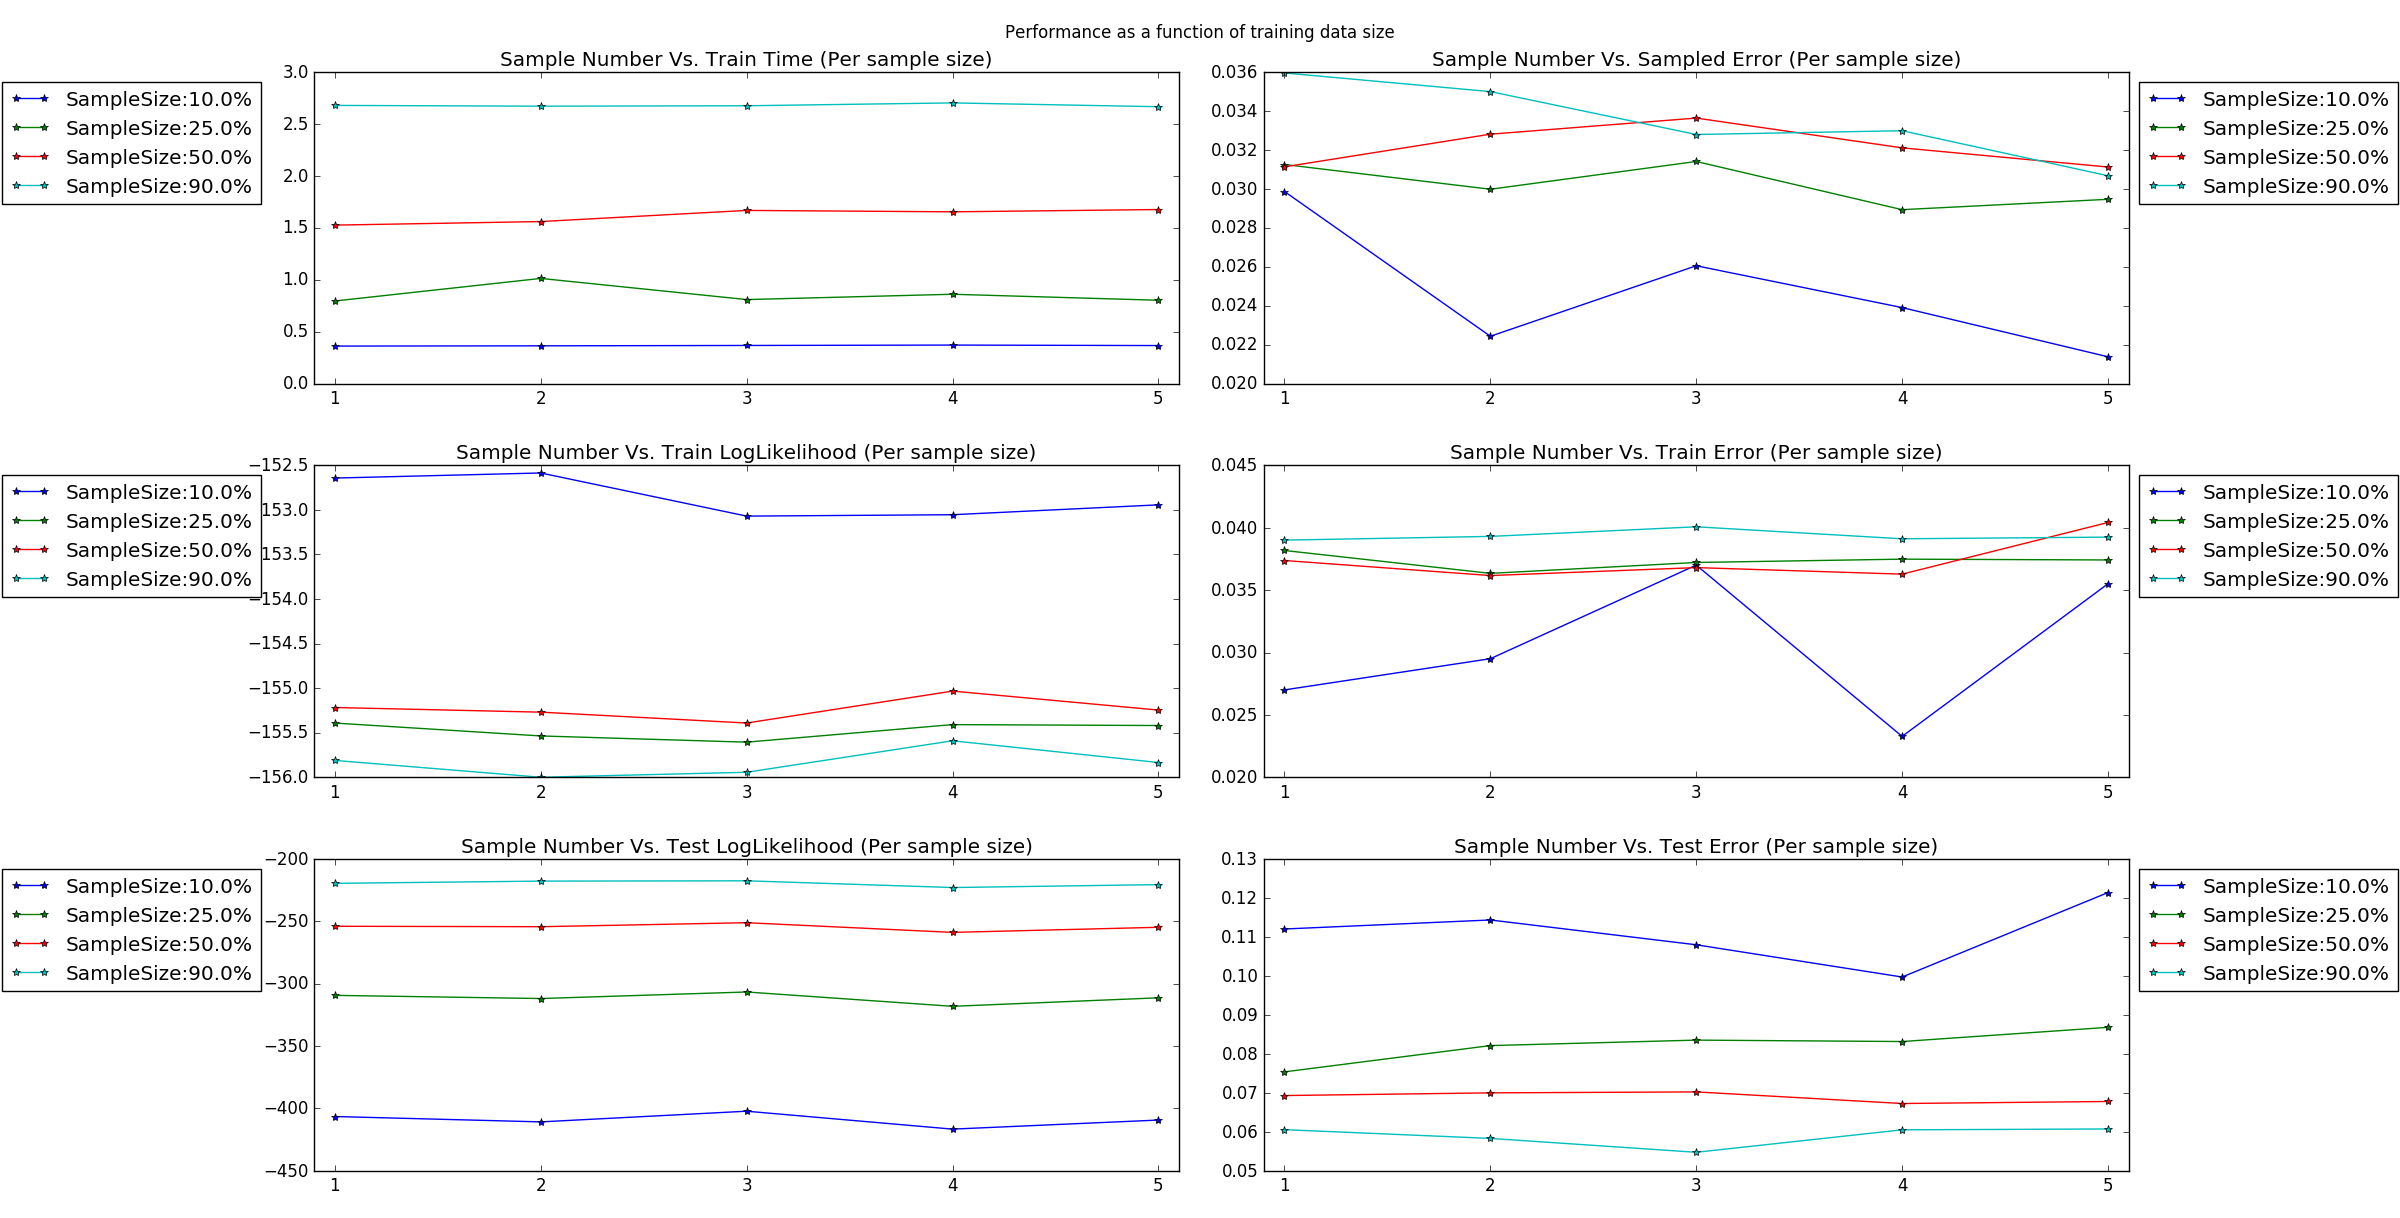 Performance as a function of training data size
Sample Number Vs. Train Time (Per sample size)
SampleSize:10.0%
SampleSize:25.0%
SampleSize:50.0%
SampleSize:90.0%
3.0
2.5
2.0
1.5
1.0
0.5
0.0
1 2 3 4 5
Sample Number Vs. Sampled Error (Per sample size)
0.036
0.034
0.032
0.030
0.028
0.026
0.024
0.022
0.020
1 2 3 4 5
SampleSize:10.0%
SampleSize:25.0%
SampleSize:50.0%
SampleSize:90.0%
Sample Number Vs. Train LogLikelihood (Per sample size)
SampleSize:10.0%
SampleSize:25.0%
SampleSize:50.0%
SampleSize:90.0%
−152.5
153.0
153.5
−154.0
−154.5
−155.0
−155.5
−156.0
1 2 3 4 5
Sample Number Vs. Train Error (Per sample size)
0.045
0.040
0.035
0.030
0.025
0.020
1 2 3 4 5
SampleSize:10.0%
SampleSize:25.0%
SampleSize:50.0%
SampleSize:90.0%
Sample Number Vs. Test LogLikelihood (Per sample size)
SampleSize:10.0%
SampleSize:25.0%
SampleSize:50.0%
SampleSize:90.0%
−200
−250
−300
−350
−400
−450
1 2 3 4 5
Sample Number Vs. Test Error (Per sample size)
0.13
0.12
0.11
0.10
0.09
0.08
0.07
0.06
0.05
1 2 3 4 5
SampleSize:10.0%
SampleSize:25.0%
SampleSize:50.0%
SampleSize:90.0%